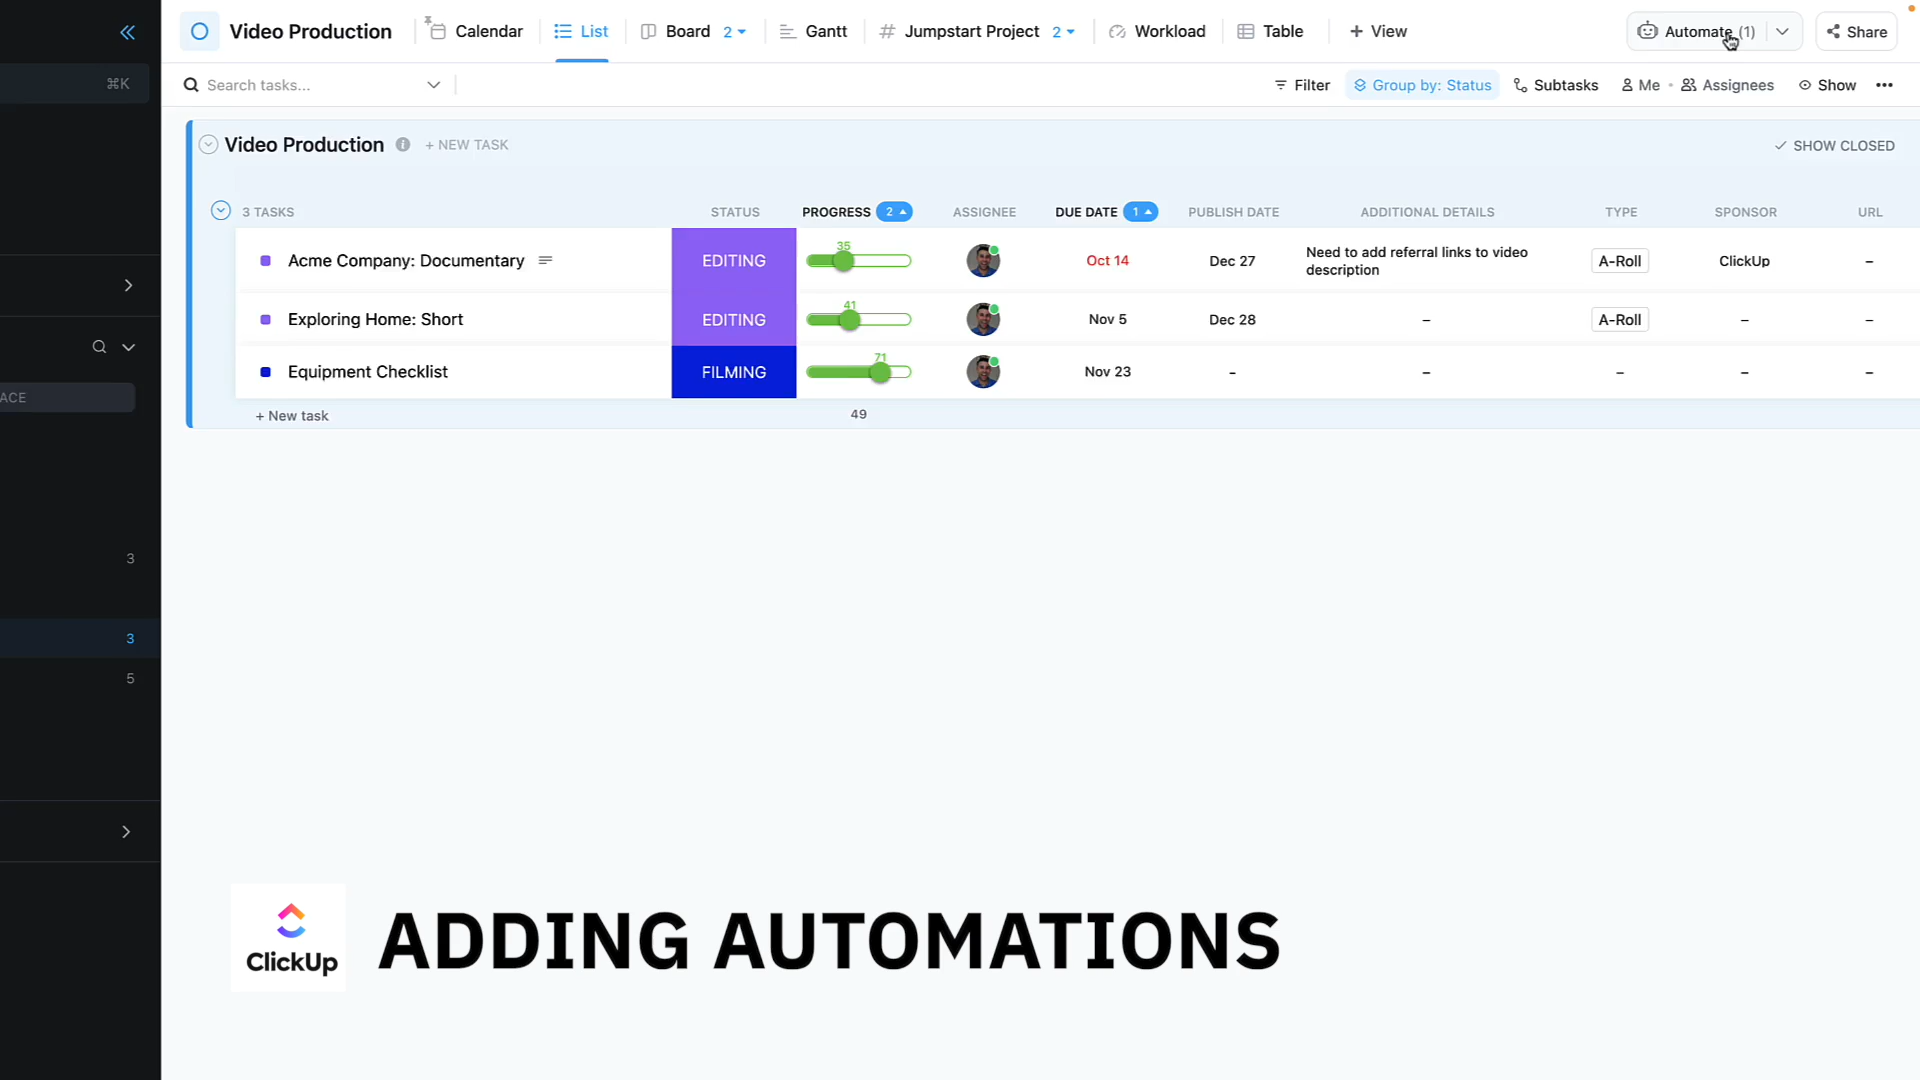 Video Production
Calendar
List
Board 2
Gantt
# Jumpstart Project 2
Workload
Table
+ View
Automate (1)
Share
⌘K
Search tasks...
Filter
Group by: Status
Subtasks
Me
Assignees
Show
Video Production
+ NEW TASK
SHOW CLOSED
3 TASKS
STATUS
PROGRESS 2
ASSIGNEE
DUE DATE 1
PUBLISH DATE
ADDITIONAL DETAILS
TYPE
SPONSOR
URL
Acme Company: Documentary
EDITING
35
Oct 14
Dec 27
Need to add referral links to video
description
A-Roll
ClickUp
–
Exploring Home: Short
EDITING
41
Nov 5
Dec 28
–
A-Roll
–
–
Equipment Checklist
FILMING
71
Nov 23
–
–
–
–
–
+ New task
49
ACE
3
3
5
ClickUp
ADDING AUTOMATIONS